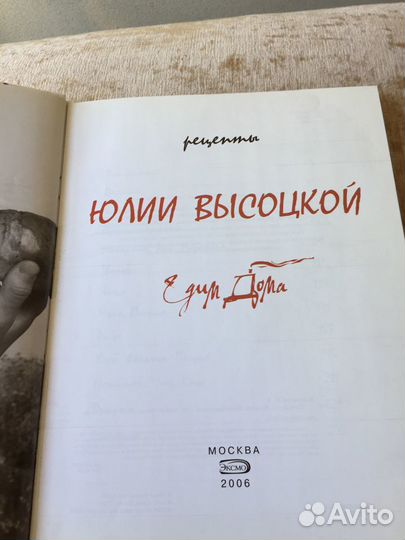 рецепты
ЮЛИИ ВЫСОЦКОЙ
Едим Дома
МОСКВА
ЭКСМО
2006
Avito